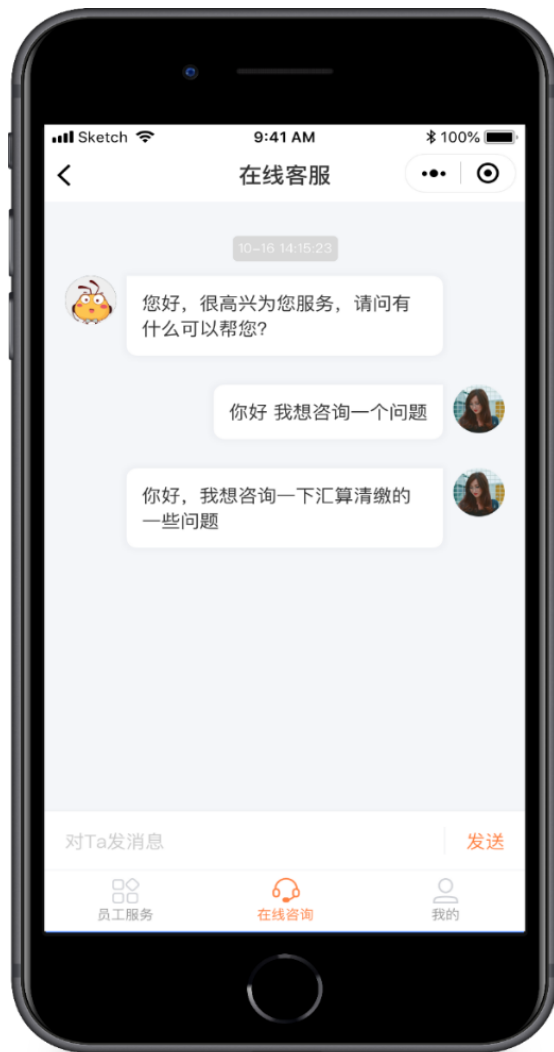 Sketch 9:41 AM 100%
在线客服
10-16 14:15:23
您好，很高兴为您服务，请问有
什么可以帮您?
你好 我想咨询一个问题
你好，我想咨询一下汇算清缴的
一些问题
对Ta发消息 发送
员工服务 在线咨询 我的